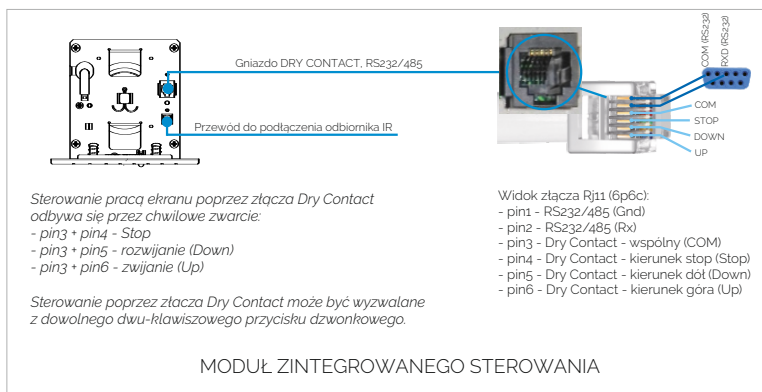 Gniazdo DRY CONTACT, RS232/485
Przewód do podłączenia odbiornika IR
COM (RS232)
RXD (RS232)
COM
STOP
DOWN
UP
Sterowanie pracą ekranu poprzez złącza Dry Contact
odbywa się przez chwilowe zwarcie:
- pin3 + pin4 - Stop
- pin3 + pin5 - rozwijanie (Down)
- pin3 + pin6 - zwijanie (Up)
Sterowanie poprzez złacza Dry Contact może być wyzwalane
z dowolnego dwu-klawiszowego przycisku dzwonkowego.
Widok złącza Rj11 (6p6c):
- pin1 - RS232/485 (Gnd)
- pin2 - RS232/485 (Rx)
- pin3 - Dry Contact - wspólny (COM)
- pin4 - Dry Contact - kierunek stop (Stop)
- pin5 - Dry Contact - kierunek dół (Down)
- pin6 - Dry Contact - kierunek góra (Up)
MODUŁ ZINTEGROWANEGO STEROWANIA